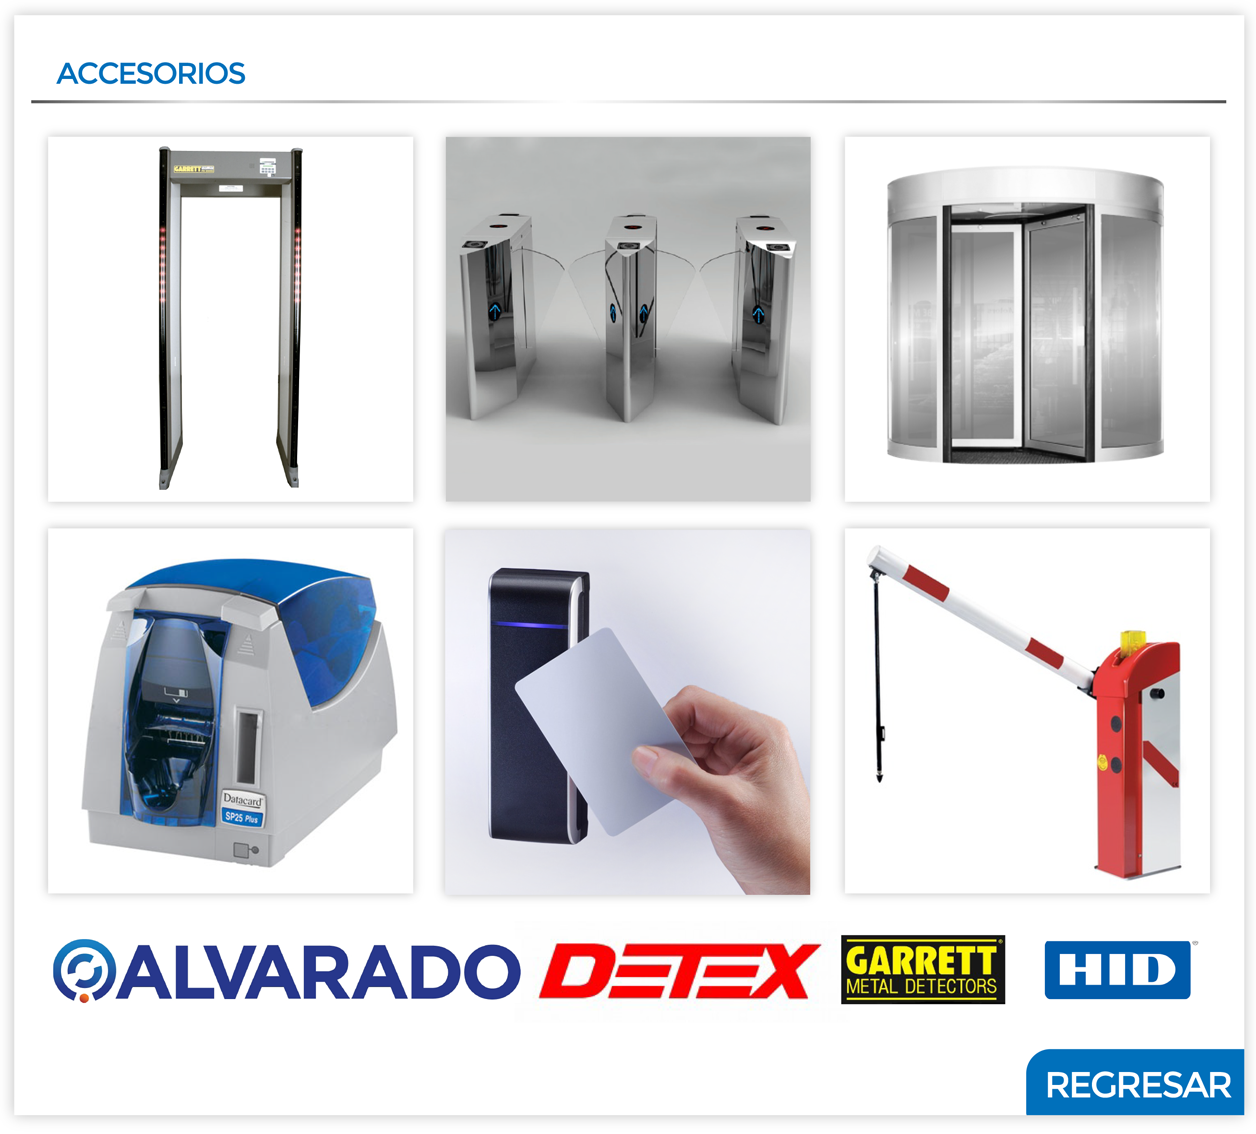 ACCESORIOS
GARRETT
Datacard
SP25 Plus
ALVARADO
DETEX
GARRETT
METAL DETECTORS
HID
REGRESAR